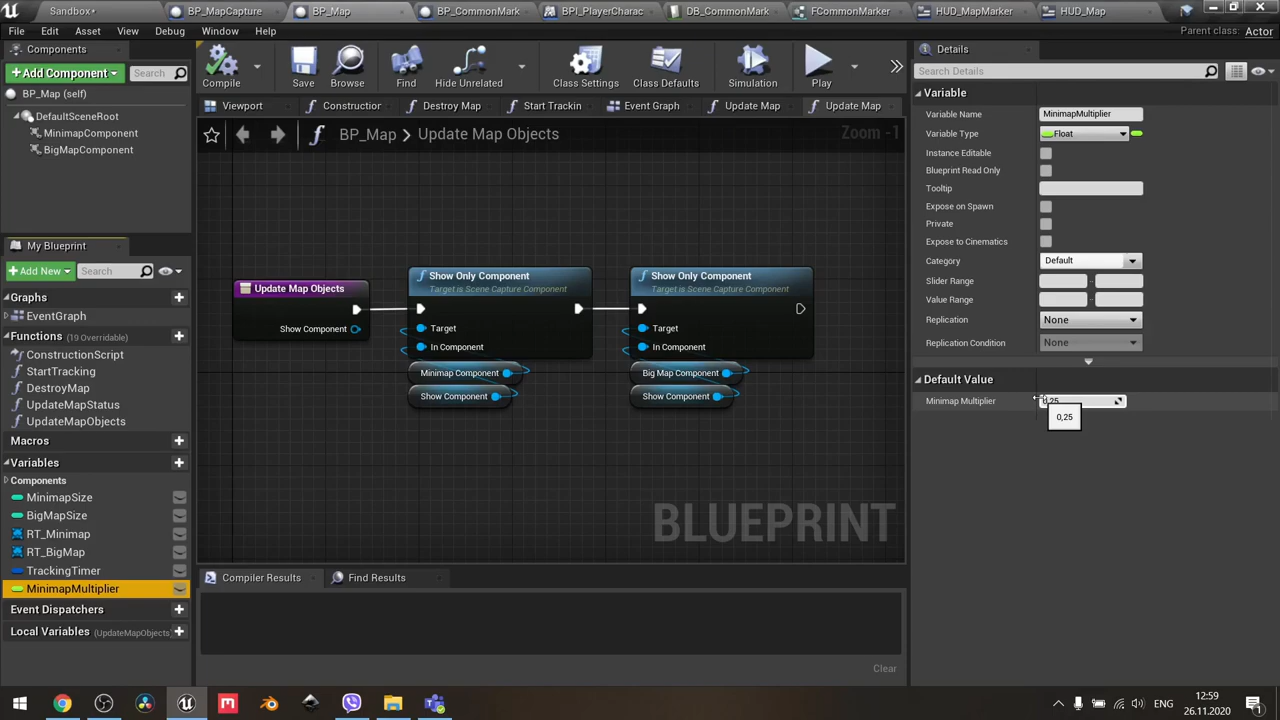 Sandbox•
BP_MapCapture
BP_Map
BP_CommonMark
BPI_PlayerCharac
DB_CommonMark
FCommonMarker
HUD_MapMarker
HUD_Map
File Edit Asset View Debug Window Help
Parent class: Actor
Components
+Add Component
Search
BP_Map (self)
DefaultSceneRoot
MinimapComponent
BigMapComponent
My Blueprint
+Add New
Search
Graphs
EventGraph
Functions (19 Overridable)
ConstructionScript
StartTracking
DestroyMap
UpdateMapStatus
UpdateMapObjects
Macros
Variables
Components
MinimapSize
BigMapSize
RT_Minimap
RT_BigMap
TrackingTimer
MinimapMultiplier
Event Dispatchers
Local Variables (UpdateMapObjects
Compile
Save
Browse
Find
Hide Unrelated
Class Settings
Class Defaults
Simulation
Play
Viewport
Constructior
Destroy Map
Start Trackin
Event Graph
Update Map
Update Map
BP_Map > Update Map Objects
Zoom -1
Update Map Objects
Show Component
Show Only Component
Target is Scene Capture Component
Target
In Component
Minimap Component
Show Component
Show Only Component
Target is Scene Capture Component
Target
In Component
Big Map Component
Show Component
BLUEPRINT
Compiler Results
Find Results
Clear
Details
Search Details
Variable
Variable Name MinimapMultiplier
Variable Type Float
Instance Editable
Blueprint Read Only
Tooltip
Expose on Spawn
Private
Expose to Cinematics
Category Default
Slider Range
Value Range
Replication None
Replication Condition None
Default Value
Minimap Multiplier 0,25
0,25
ENG
12:59
26.11.2020